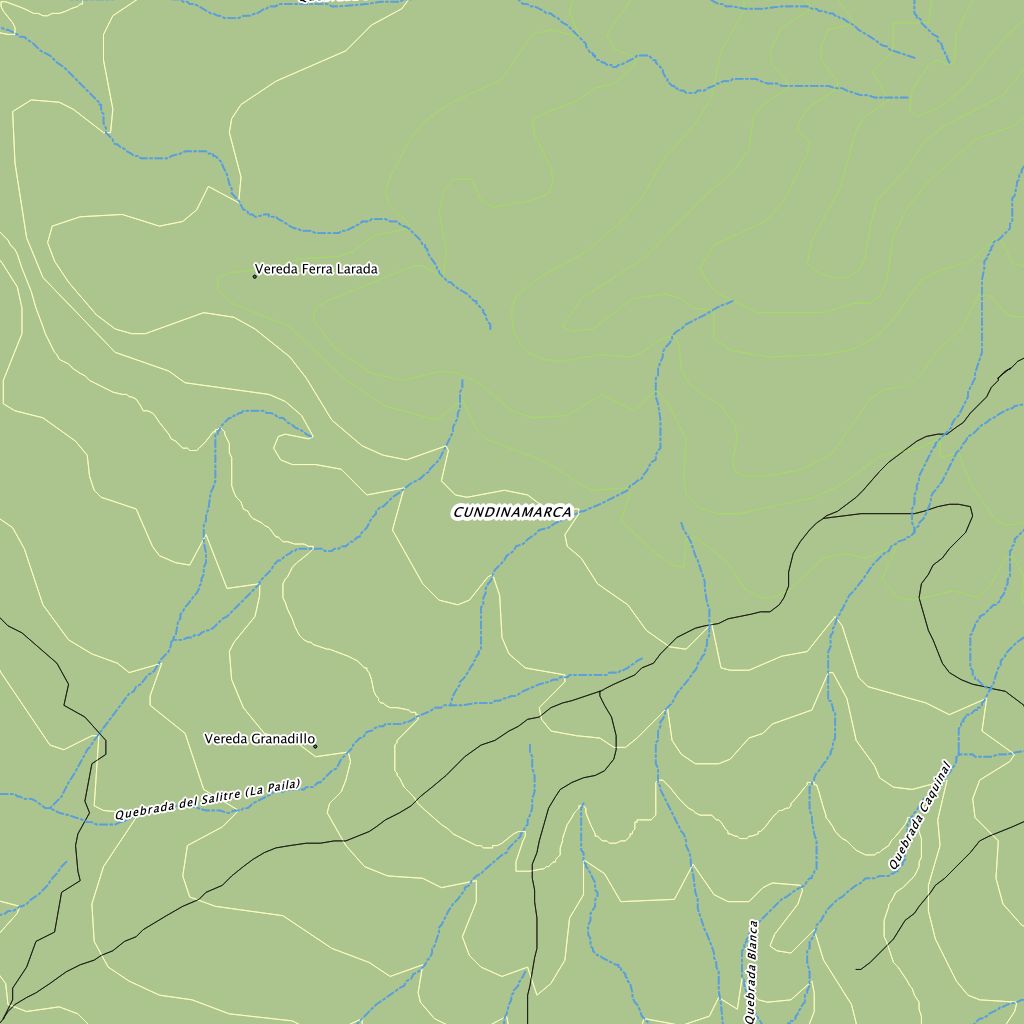 Vereda Ferra Larada
CUNDINAMARCA
Vereda Granadillo
Quebrada del Salitre (La Paila)
Quebrada Caquinal
Quebrada Blanca